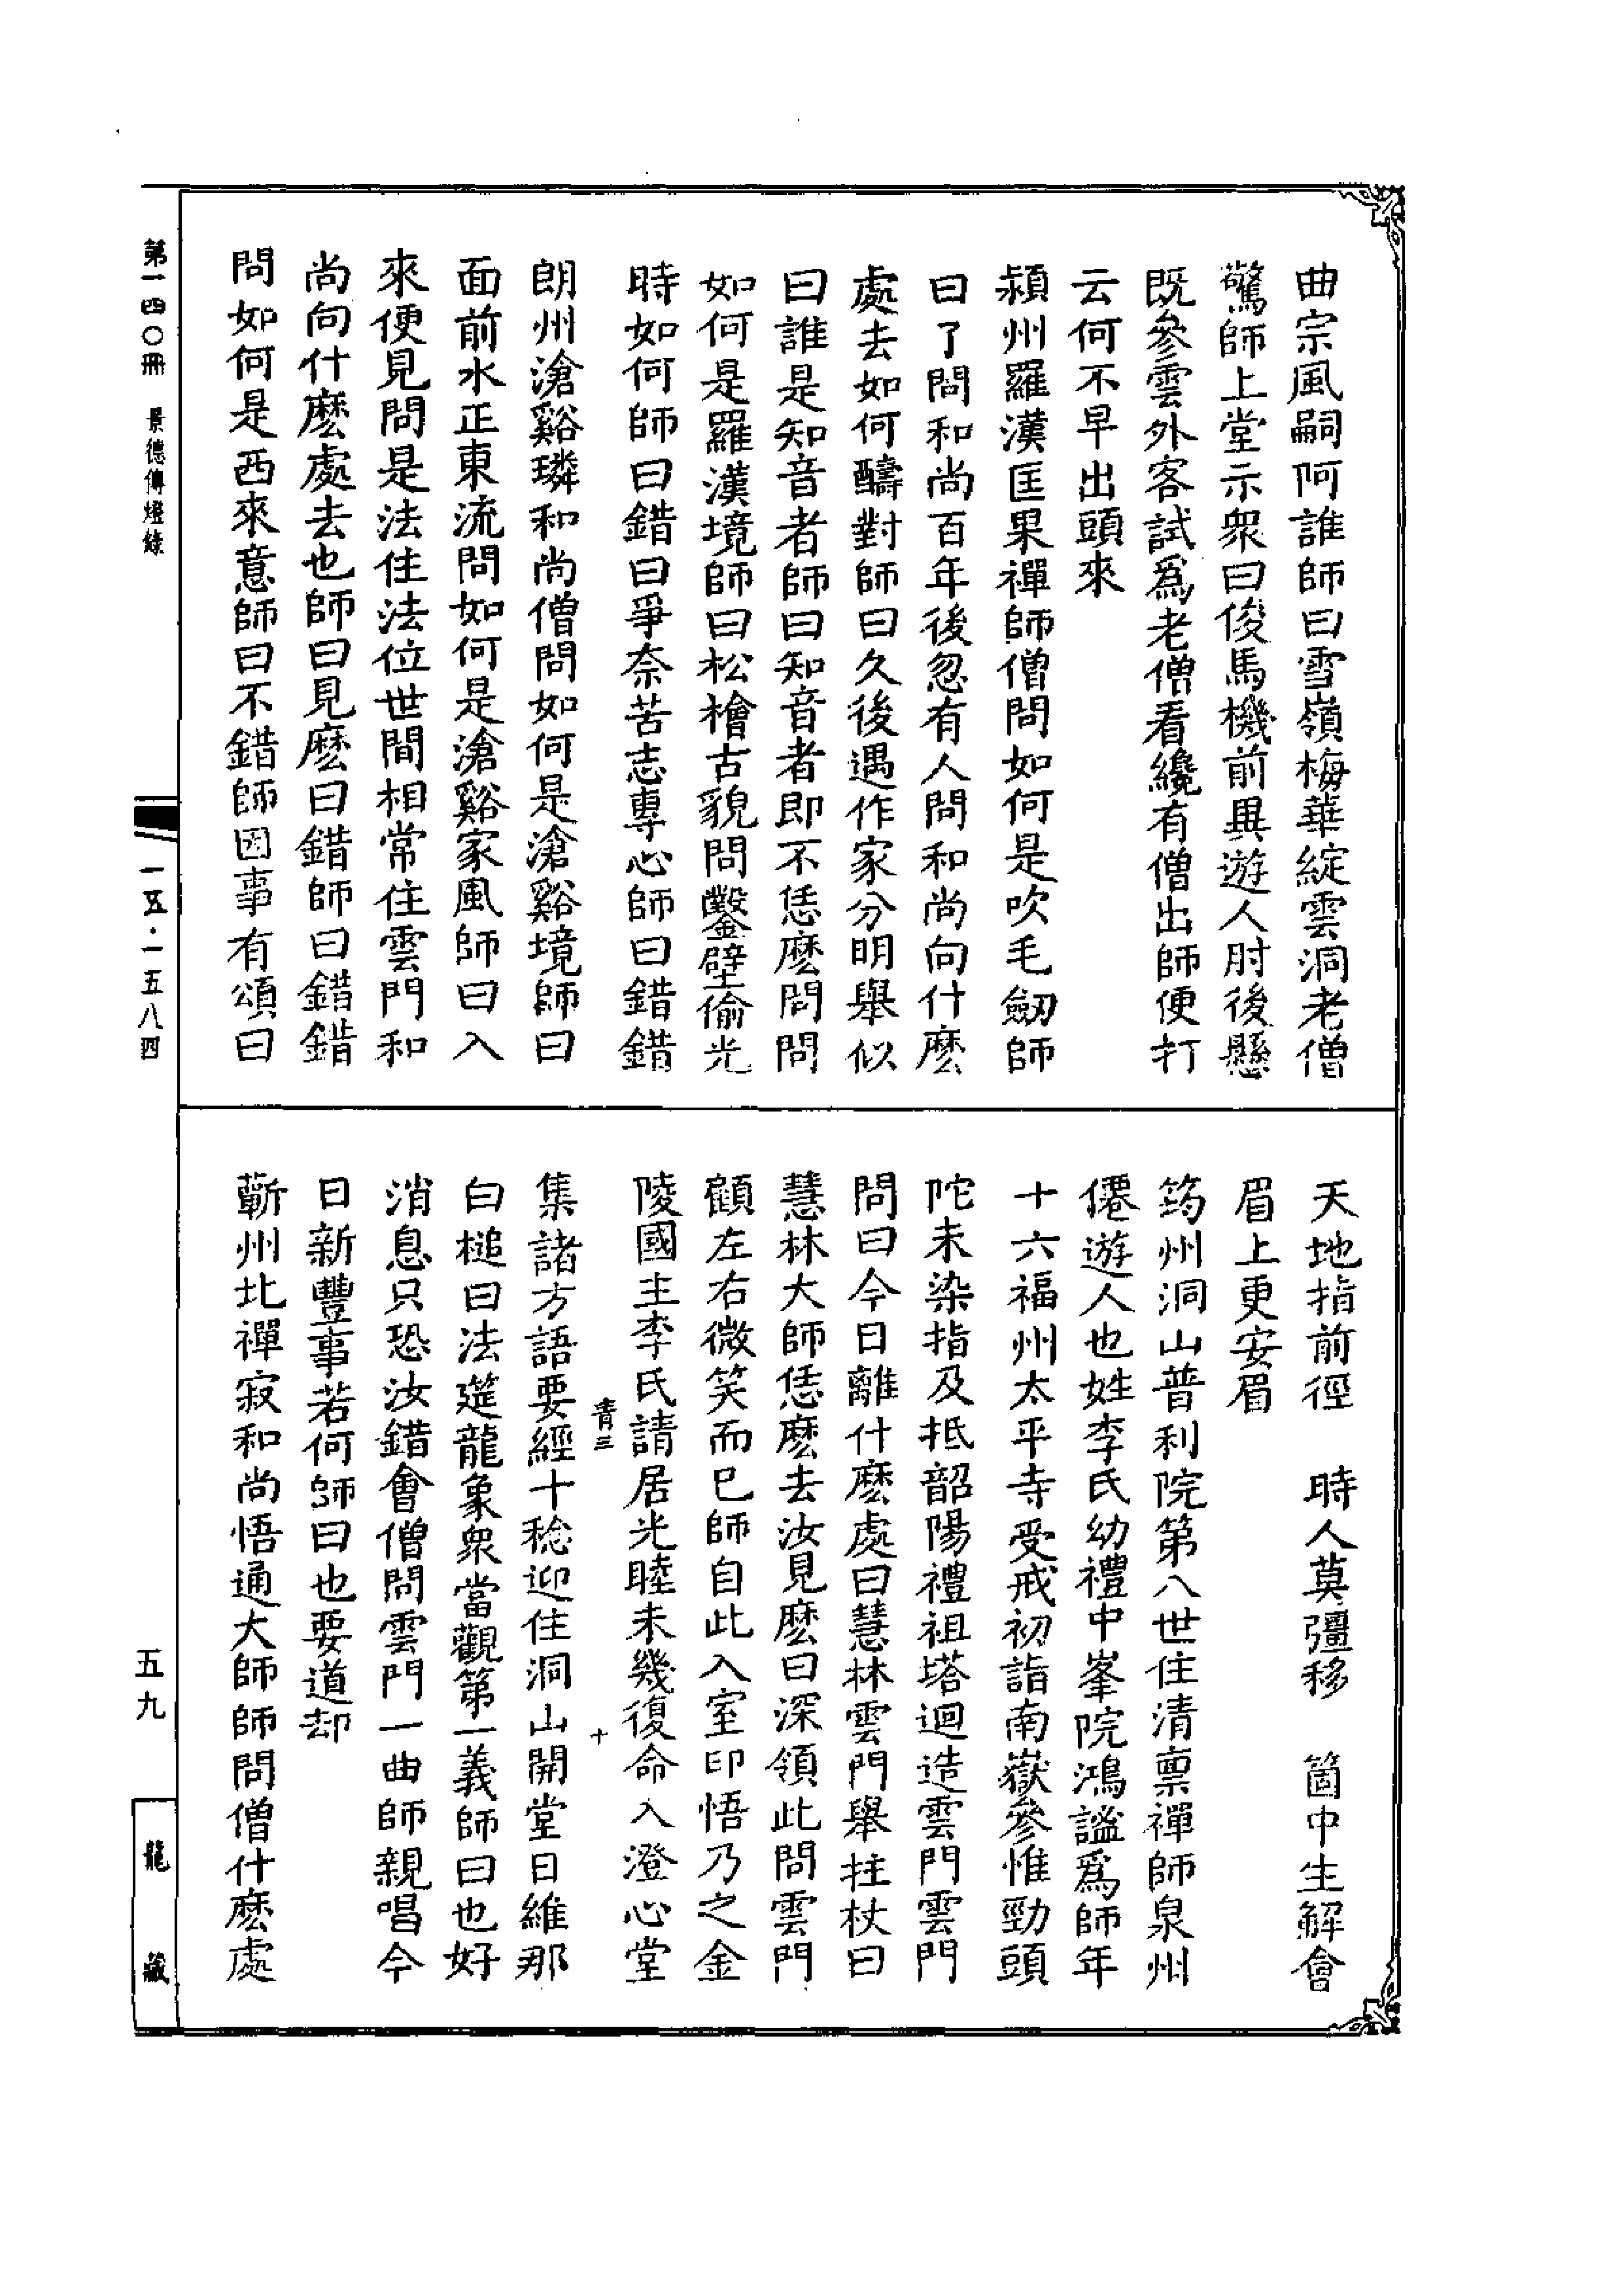 曲宗風嗣阿誰師曰雪嶺梅華綻雲洞老僧
驚師上堂示衆曰俊馬機前異遊人肘後懸
既參雲外客試爲老僧看纔有僧出師便打
云何不早出頭來
潁州羅漢匡果禪師僧問如何是吹毛劒師
曰了問和尚百年後忽有人問和尚向什麽
處去如何醻對師曰久後遇作家分明舉似
曰誰是知音者師曰知音者即不恁麽問問
如何是羅漢境師曰松檜古貌問鑿壁偷光
時如何師曰錯曰爭奈苦志專心師曰錯錯
朗州滄谿璘和尚僧問如何是滄谿境師曰
面前水正東流問如何是滄谿家風師曰入
來便見問是法住法位世間相常住雲門和
尚向什麽處去也師曰見麽曰錯師曰錯錯
問如何是西來意師曰不錯師因事有頌曰
天地指前徑 時人莫彊移 箇中生解會
眉上更安眉
筠州洞山普利院第八世住清禀禪師泉州
僊遊人也姓李氏幼禮中峯院鴻謐爲師年
十六福州太平寺受戒初詣南嶽參惟勁頭
陀未染指及抵韶陽禮祖塔迴造雲門雲門
問曰今日離什麽處曰慧林雲門舉拄杖曰
慧林大師恁麽去汝見麽曰深領此問雲門
顧左右微笑而已師自此入室印悟乃之金
陵國主李氏請居光睦未幾復命入澄心堂
青三 十
集諸方語要經十稔迎住洞山開堂日維那
白槌曰法筵龍象衆當觀第一義師曰也好
消息只恐汝錯會僧問雲門一曲師親唱今
日新豐事若何師曰也要道却
蘄州北禪寂和尚悟通大師師問僧什麽處
第一四〇冊 景德傳燈錄
一五·一五八四
五九
龍藏